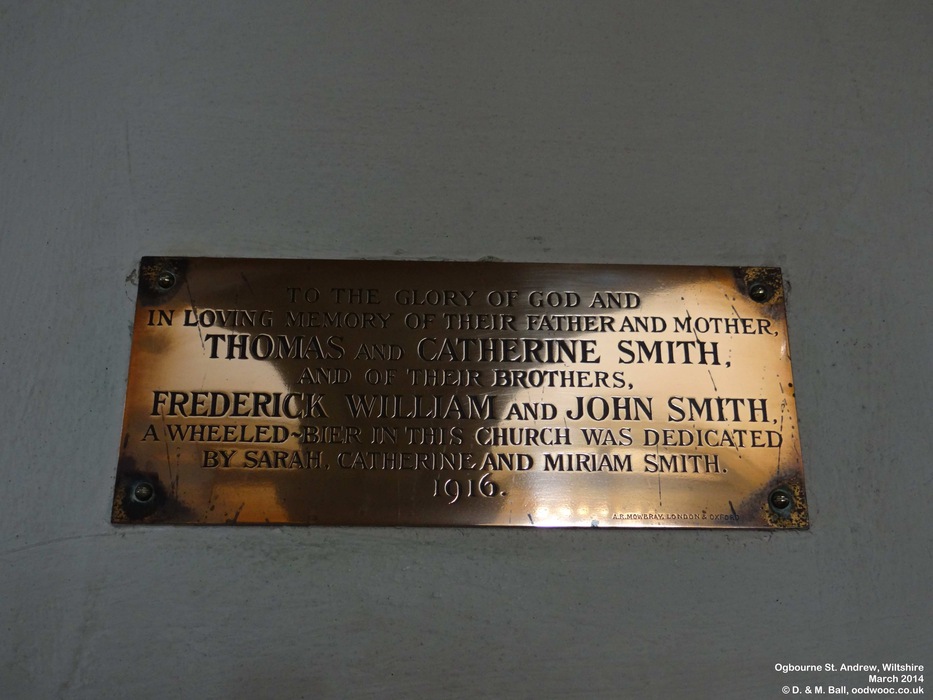 TO THE GLORY OF GOD AND
IN LOVING MEMORY OF THEIR FATHER AND MOTHER,
THOMAS AND CATHERINE SMITH,
AND OF THEIR BROTHERS,
FREDERICK WILLIAM AND JOHN SMITH,
A WHEELED~BIER IN THIS CHURCH WAS DEDICATED
BY SARAH, CATHERINE AND MIRIAM SMITH.
1916.
A.R. MOWBRAY, LONDON & OXFORD
Ogbourne St. Andrew, Wiltshire
March 2014
© D. & M. Ball, oodwooc.co.uk